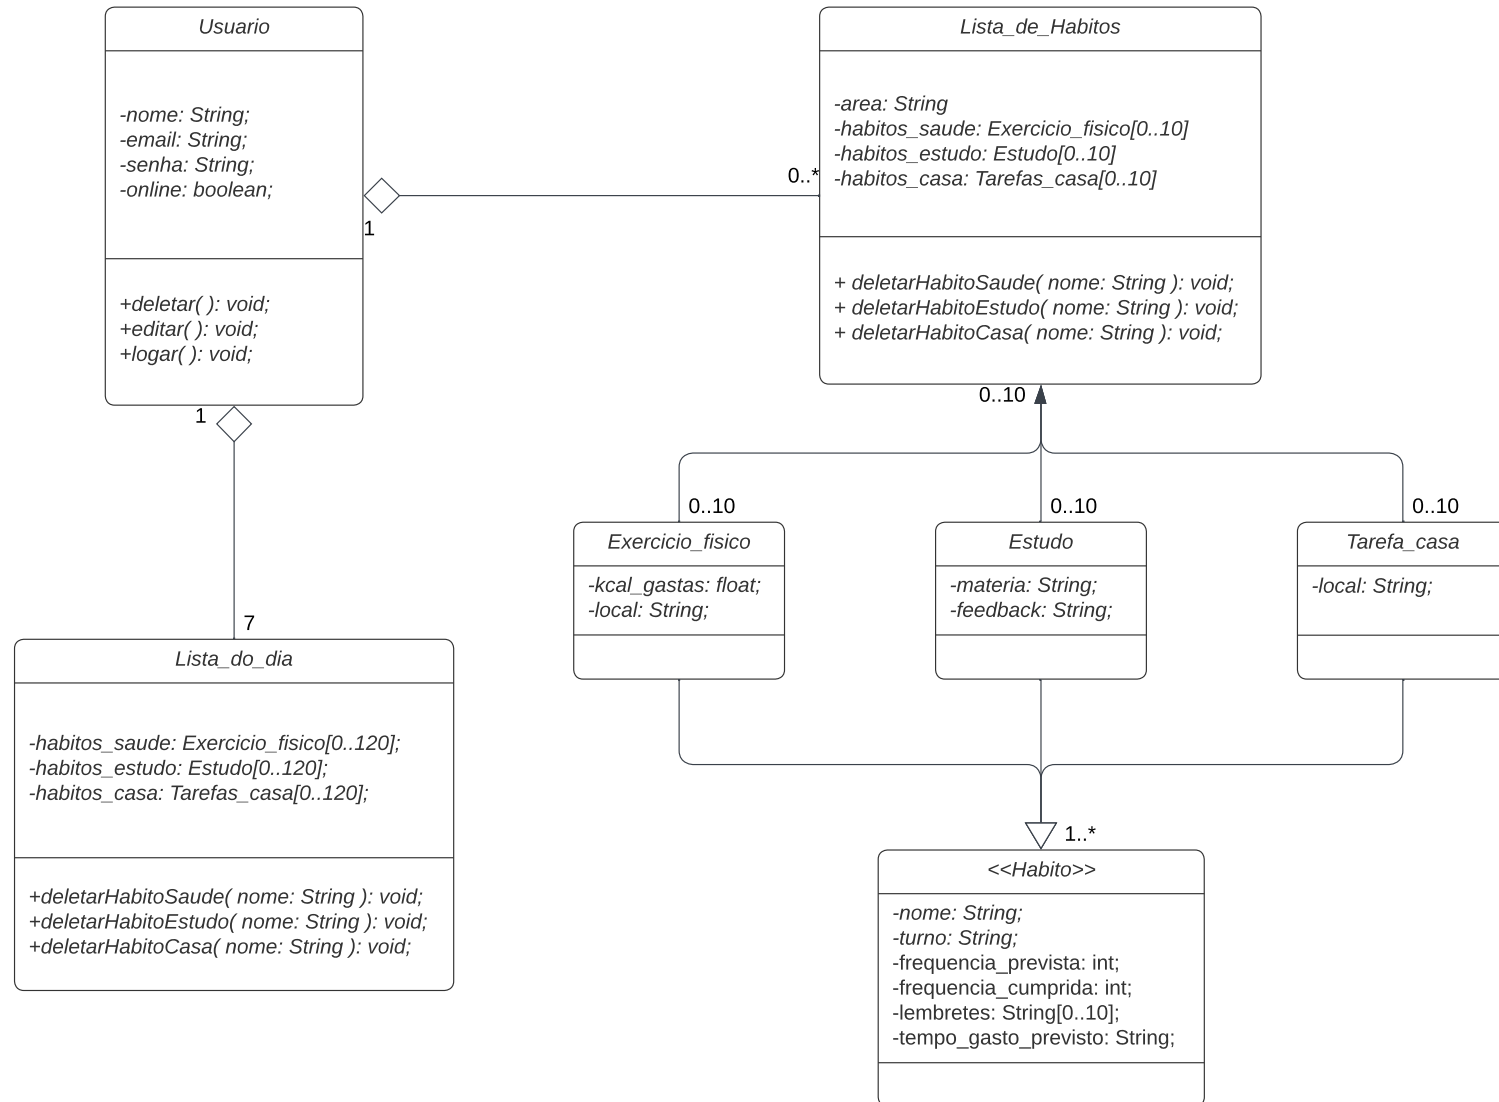 Usuario
-nome: String;
-email: String;
-senha: String;
-online: boolean;
+deletar( ): void;
+editar( ): void;
+logar( ): void;
1
0..*
Lista_de_Habitos
-area: String
-habitos_saude: Exercicio_fisico[0..10]
-habitos_estudo: Estudo[0..10]
-habitos_casa: Tarefas_casa[0..10]
+ deletarHabitoSaude( nome: String ): void;
+ deletarHabitoEstudo( nome: String ): void;
+ deletarHabitoCasa( nome: String ): void;
0..10
1
7
Lista_do_dia
-habitos_saude: Exercicio_fisico[0..120];
-habitos_estudo: Estudo[0..120];
-habitos_casa: Tarefas_casa[0..120];
+deletarHabitoSaude( nome: String ): void;
+deletarHabitoEstudo( nome: String ): void;
+deletarHabitoCasa( nome: String ): void;
0..10
Exercicio_fisico
-kcal_gastas: float;
-local: String;
0..10
Estudo
-materia: String;
-feedback: String;
0..10
Tarefa_casa
-local: String;
1..*
<<Habito>>
-nome: String;
-turno: String;
-frequencia_prevista: int;
-frequencia_cumprida: int;
-lembretes: String[0..10];
-tempo_gasto_previsto: String;